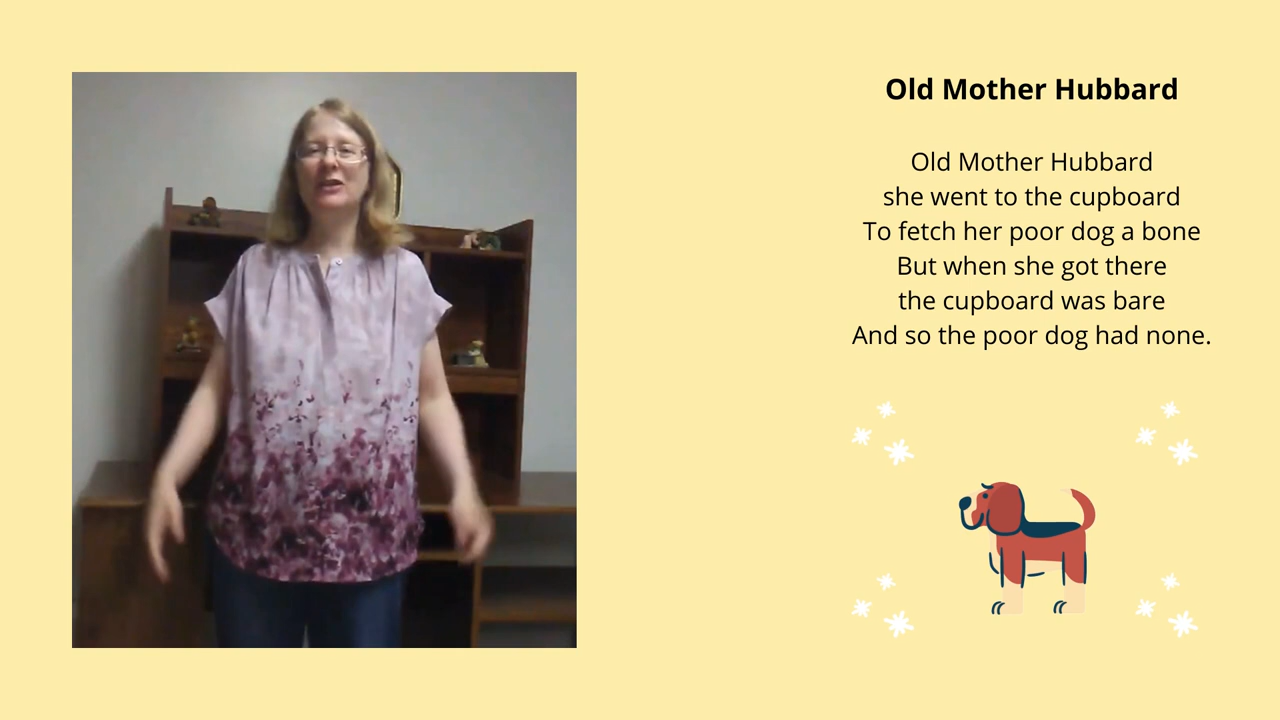 Old Mother Hubbard
Old Mother Hubbard
she went to the cupboard
To fetch her poor dog a bone
But when she got there
the cupboard was bare
And so the poor dog had none.